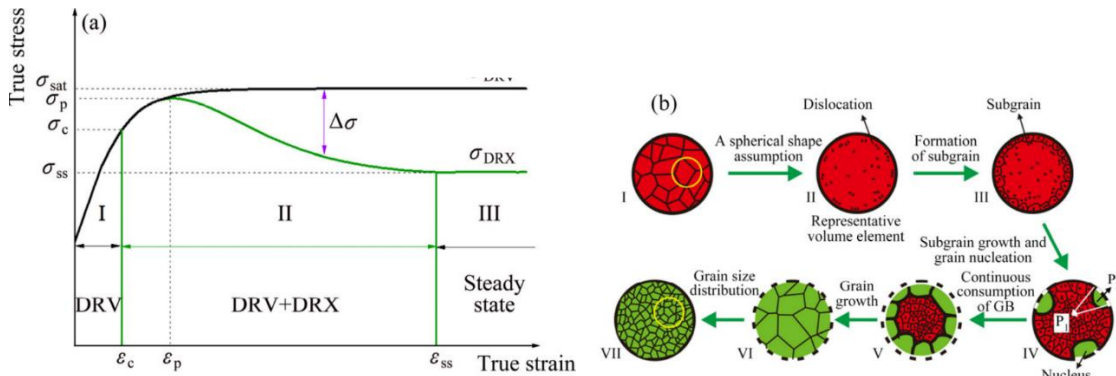 (a)
True stress
σsat
σp
σc
σss
σDRX
Δσ
I
II
III
DRV
DRV+DRX
Steady
state
εc
εp
εss
True strain
(b)
Dislocation
Subgrain
A spherical shape
assumption
Formation
of subgrain
I
II
III
Representative
volume element
Subgrain growth and
grain nucleation
Grain size
distribution
Grain
growth
Continuous
consumption
of GB
P
P1
VII
VI
V
IV
Nucleus